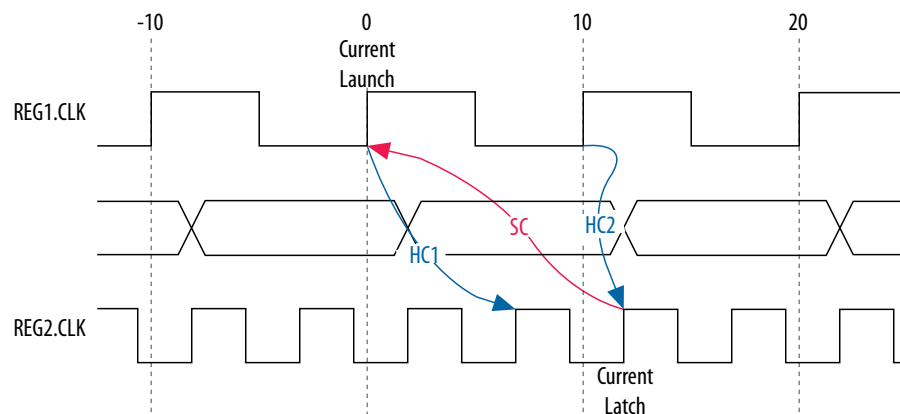 -10 0 10 20
Current
Launch
REG1.CLK
SC
HC2
HC1
REG2.CLK
Current
Latch